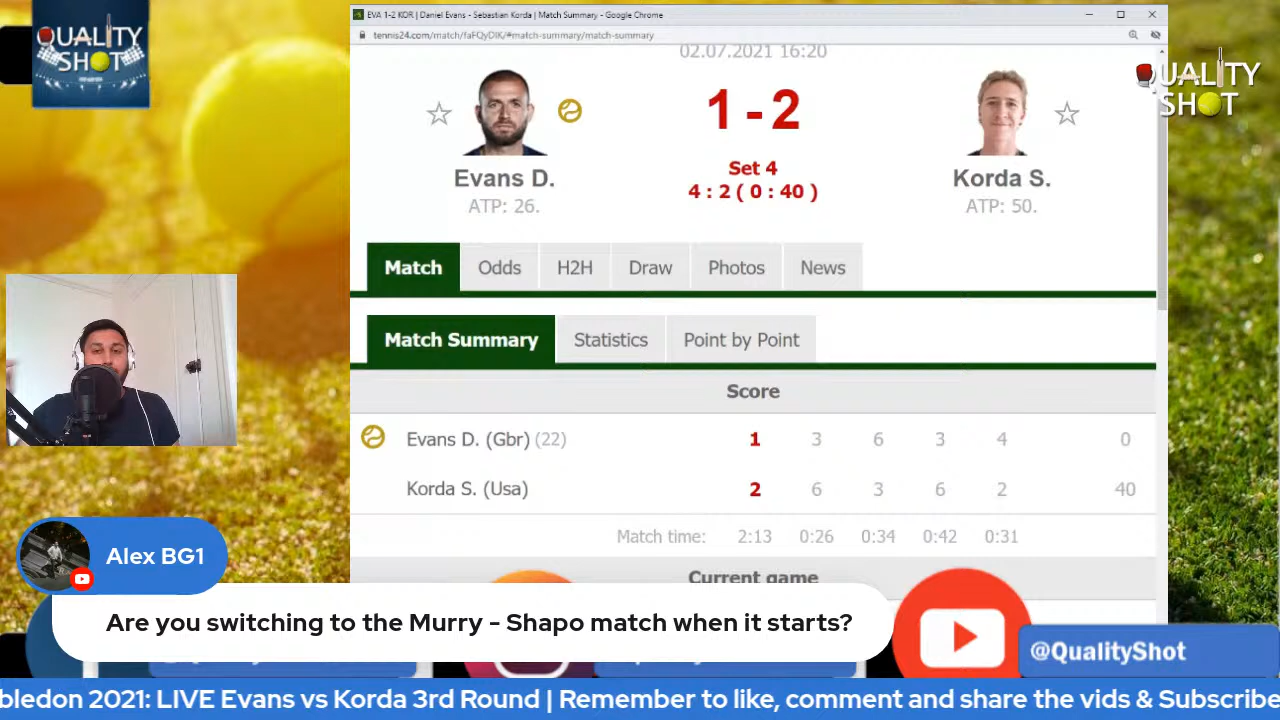 QUALITY
SHOT
EVA 1-2 KOR | Daniel Evans - Sebastian Korda | Match Summary - Google Chrome
tennis24.com/match/faFQyDIK/#match-summary/match-summary
02.07.2021 16:20
QUALITY
SHOT
1 - 2
Evans D.
ATP: 26.
Set 4
4 : 2 ( 0 : 40 )
Korda S.
ATP: 50.
Match Odds H2H Draw Photos News
Match Summary Statistics Point by Point
Score
Evans D. (Gbr) (22) 1 3 6 3 4 0
Korda S. (Usa) 2 6 3 6 2 40
Match time: 2:13 0:26 0:34 0:42 0:31
Current game
Alex BG1
Are you switching to the Murry - Shapo match when it starts?
@QualityShot
bledon 2021: LIVE Evans vs Korda 3rd Round | Remember to like, comment and share the vids & Subscribe